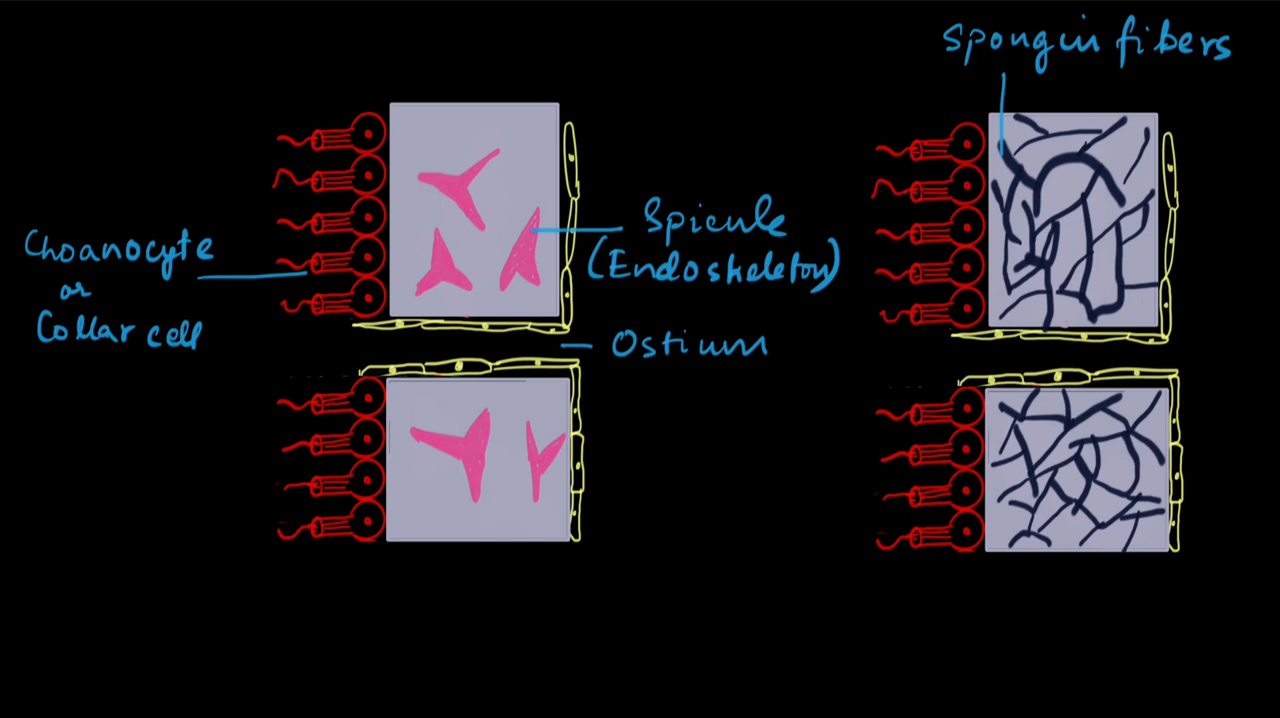 Spongin fibers
Choanocyte
or
Collar cell
Spicule
(Endoskeleton)
Ostium